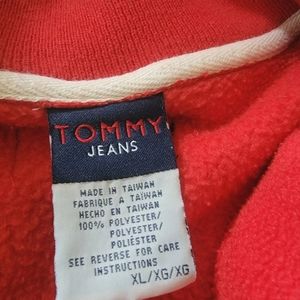 TOMMY
JEANS
MADE IN TAIWAN
FABRIQUE A TAIWAN
HECHO EN TAIWAN
100% POLYESTER/
POLYESTER/
POLIÉSTER
SEE REVERSE FOR CARE
INSTRUCTIONS
XL/XG/XG